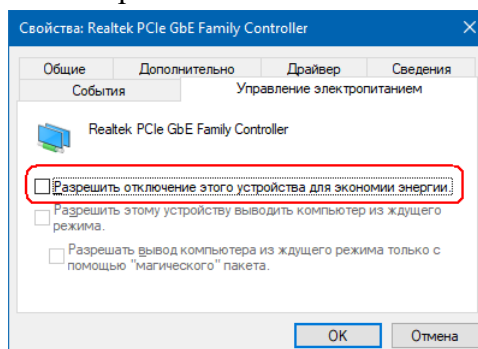 Свойства: Realtek PCIe GbE Family Controller
Общие Дополнительно Драйвер Сведения
События Управление электропитанием
Realtek PCIe GbE Family Controller
Разрешить отключение этого устройства для экономии энергии.
Разрешить этому устройству выводить компьютер из ждущего
режима.
Разрешать вывод компьютера из ждущего режима только с
помощью "магического" пакета.
OK Отмена